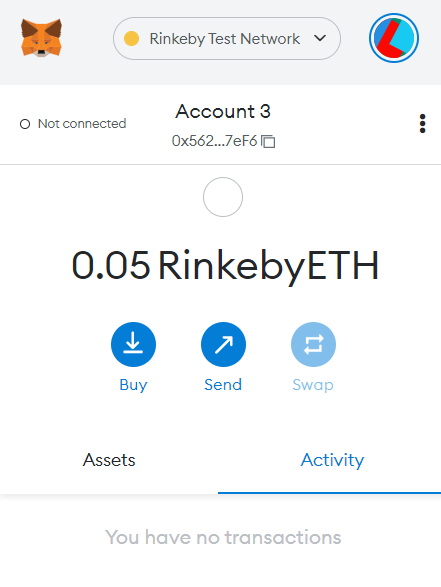 Rinkeby Test Network
Account 3
Not connected
0x562...7eF6
0.05 RinkebyETH
Buy Send Swap
Assets Activity
You have no transactions